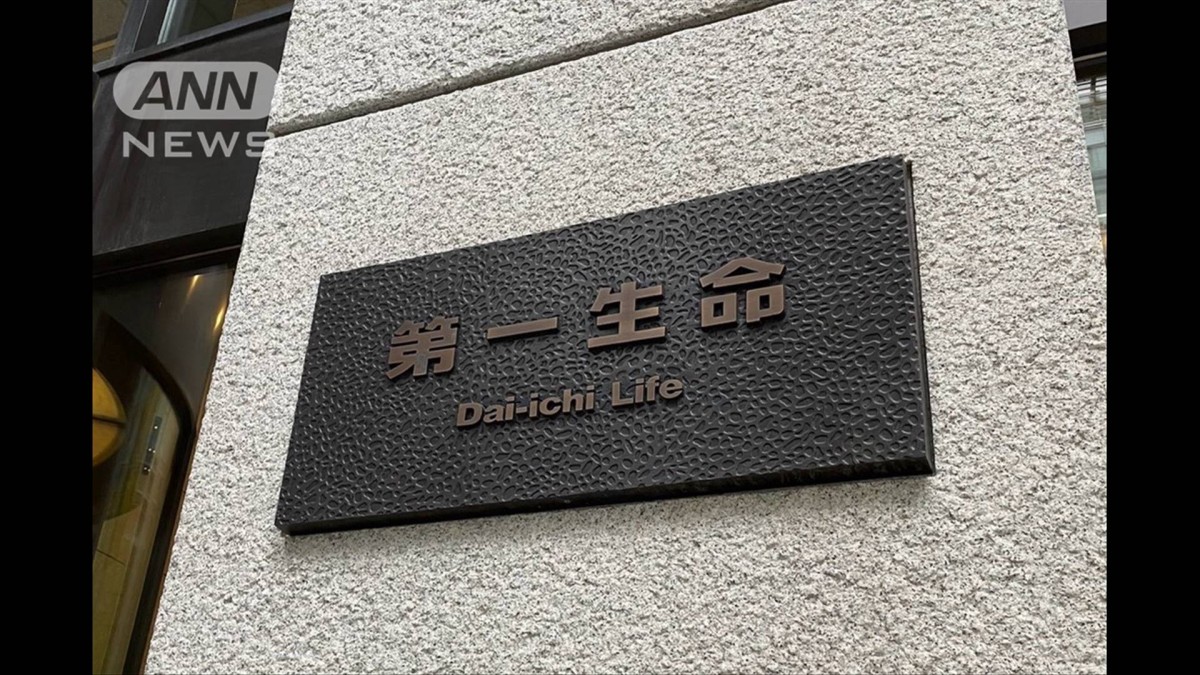 ANN
NEWS
第一生命
Dai-ichi Life